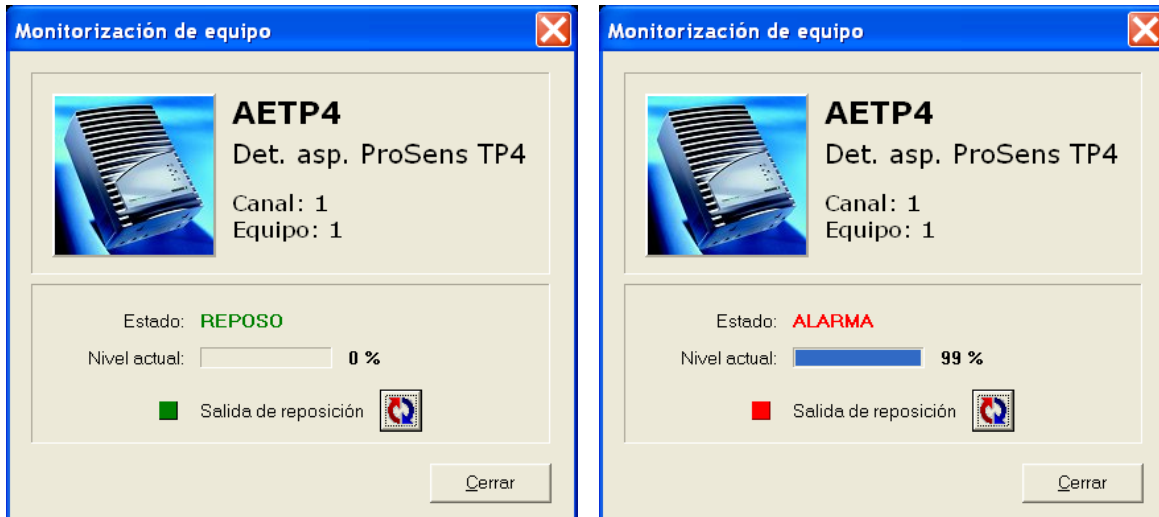 Monitorización de equipo
AETP4
Det. asp. ProSens TP4
Canal: 1
Equipo: 1
Estado: REPOSO
Nivel actual: 0 %
Salida de reposición
Cerrar
Monitorización de equipo
AETP4
Det. asp. ProSens TP4
Canal: 1
Equipo: 1
Estado: ALARMA
Nivel actual: 99 %
Salida de reposición
Cerrar